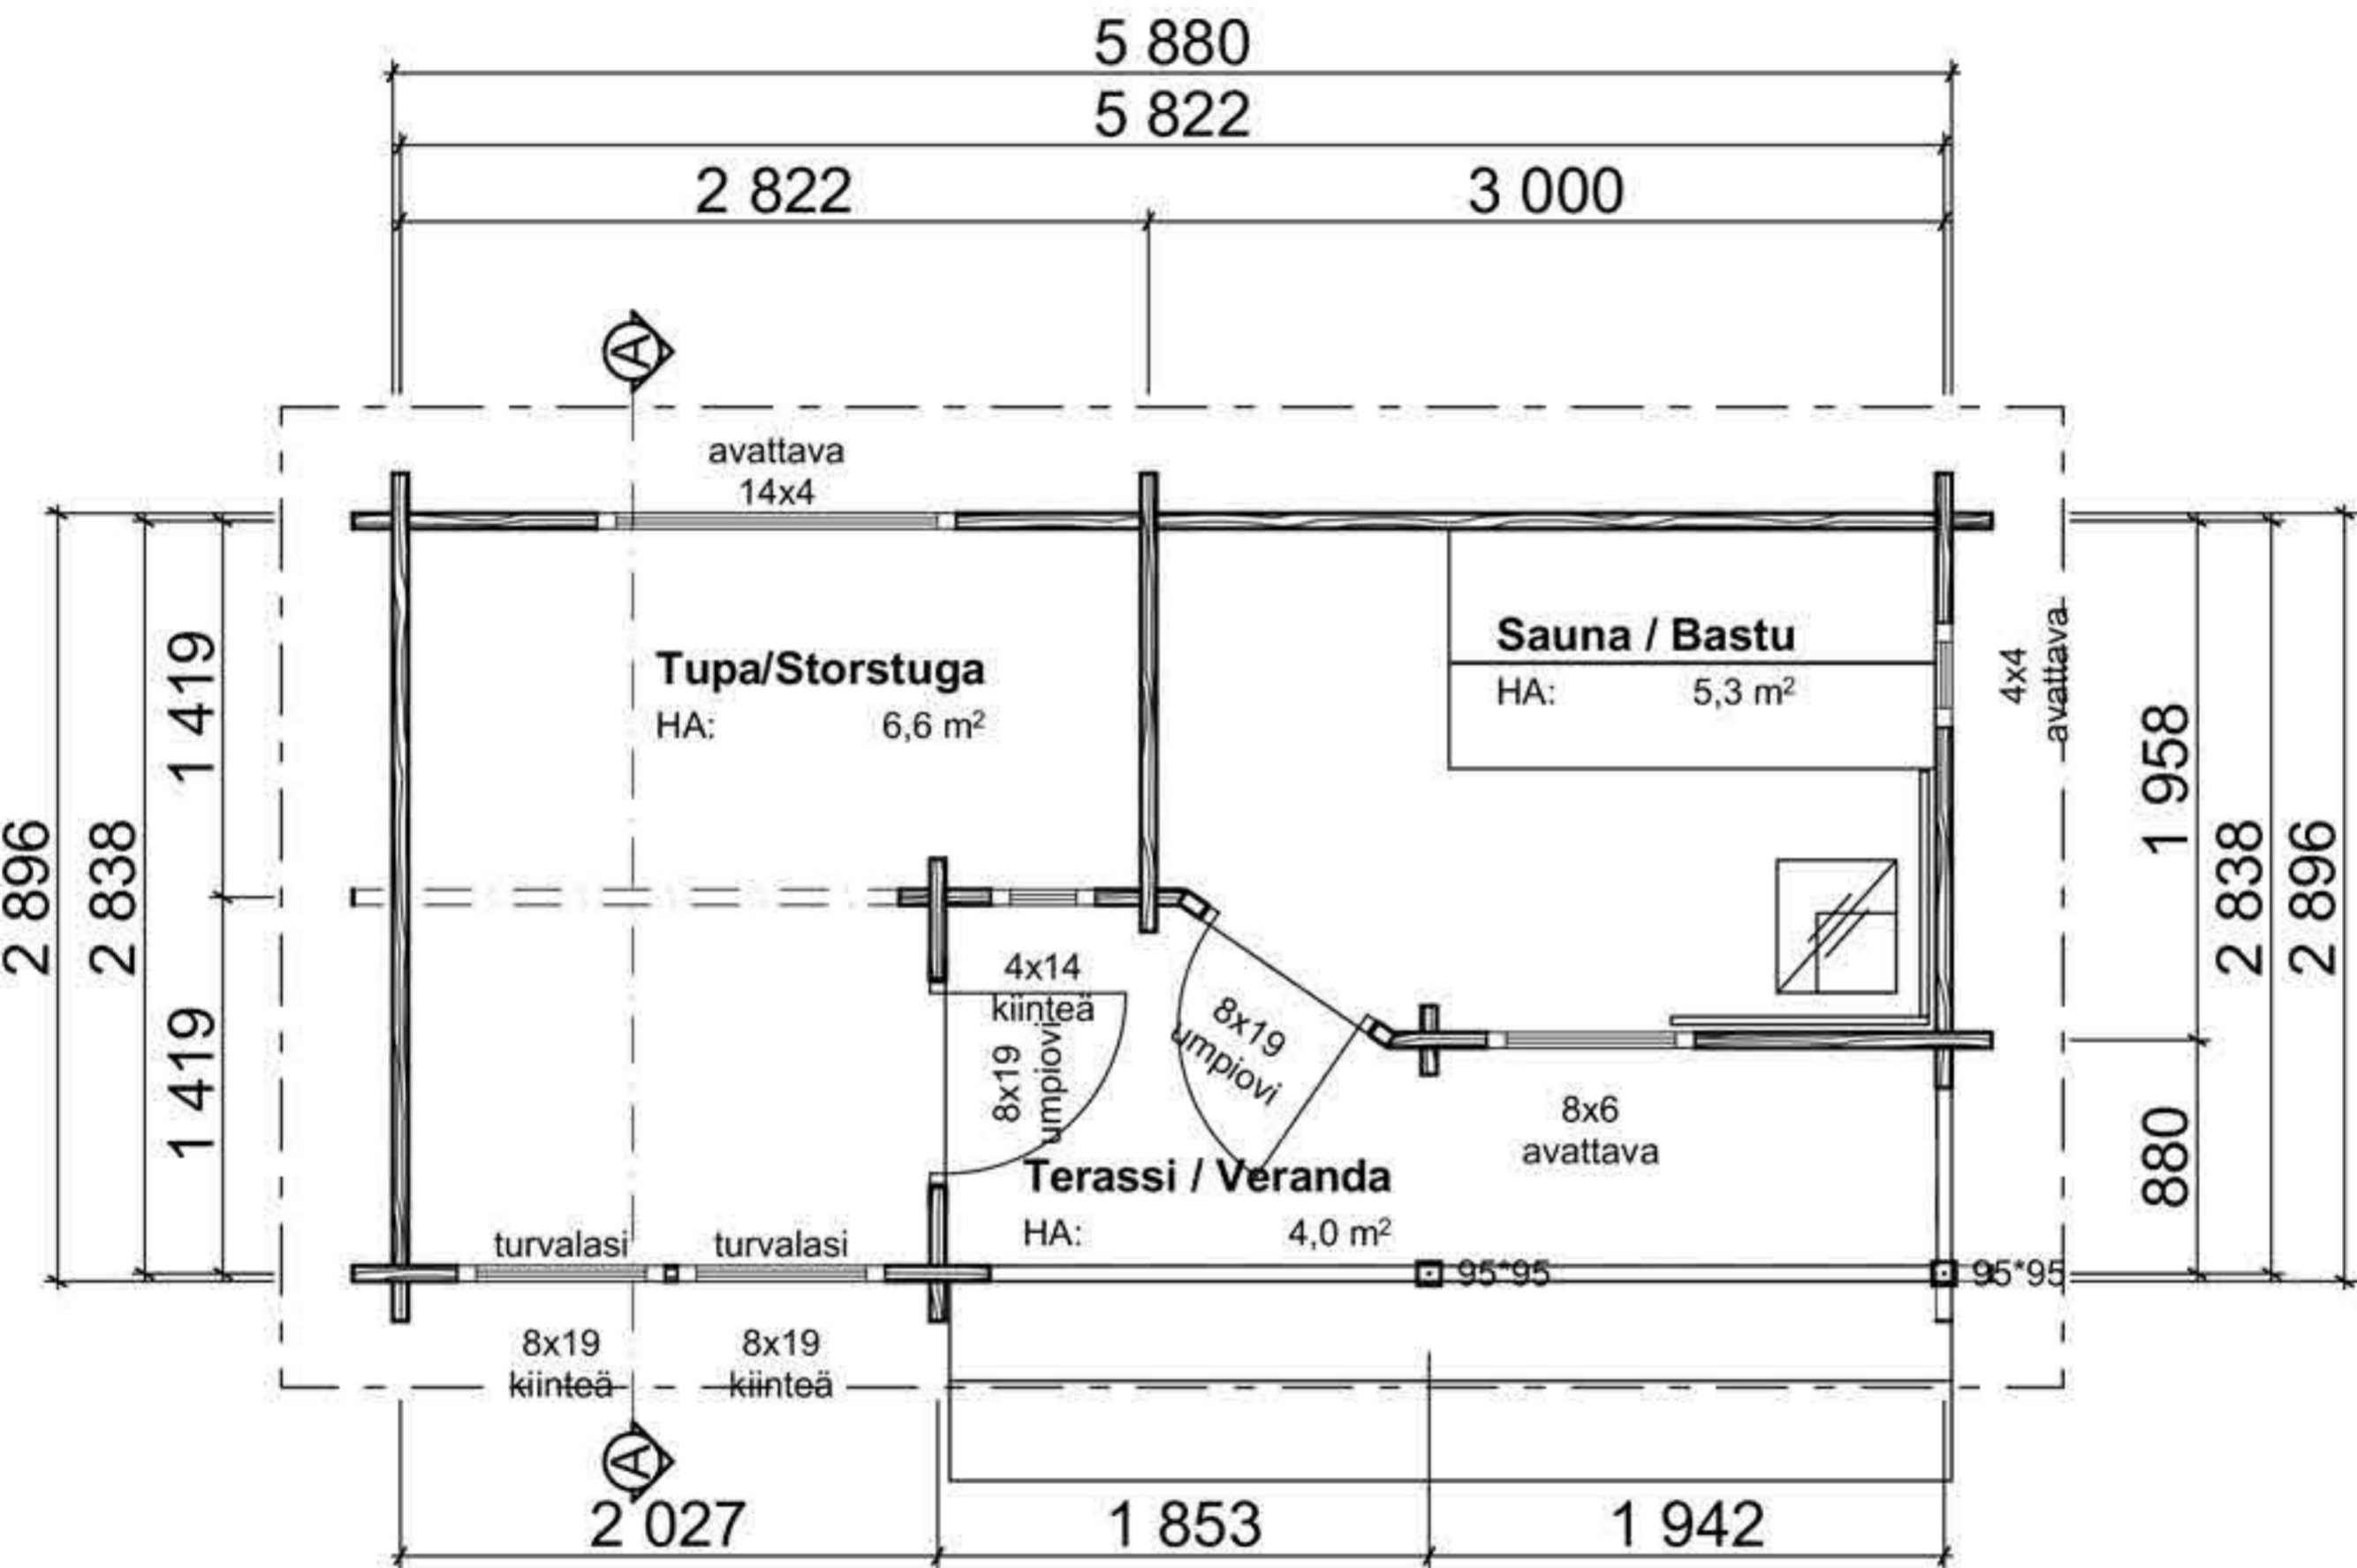 5 880
5 822
2 822
3 000
A
avattava
14x4
Tupa/Storstuga
HA: 6,6 m²
Sauna / Bastu
HA: 5,3 m²
4x4
avattava
1 419
1 419
2 838
2 896
1 958
880
2 838
2 896
4x14
kiinteä
8x19
umpiovi
8x19
umpiovi
8x6
avattava
Terassi / Veranda
HA: 4,0 m²
turvalasi
turvalasi
95*95
95*95
8x19
kiinteä
8x19
kiinteä
A
2 027
1 853
1 942